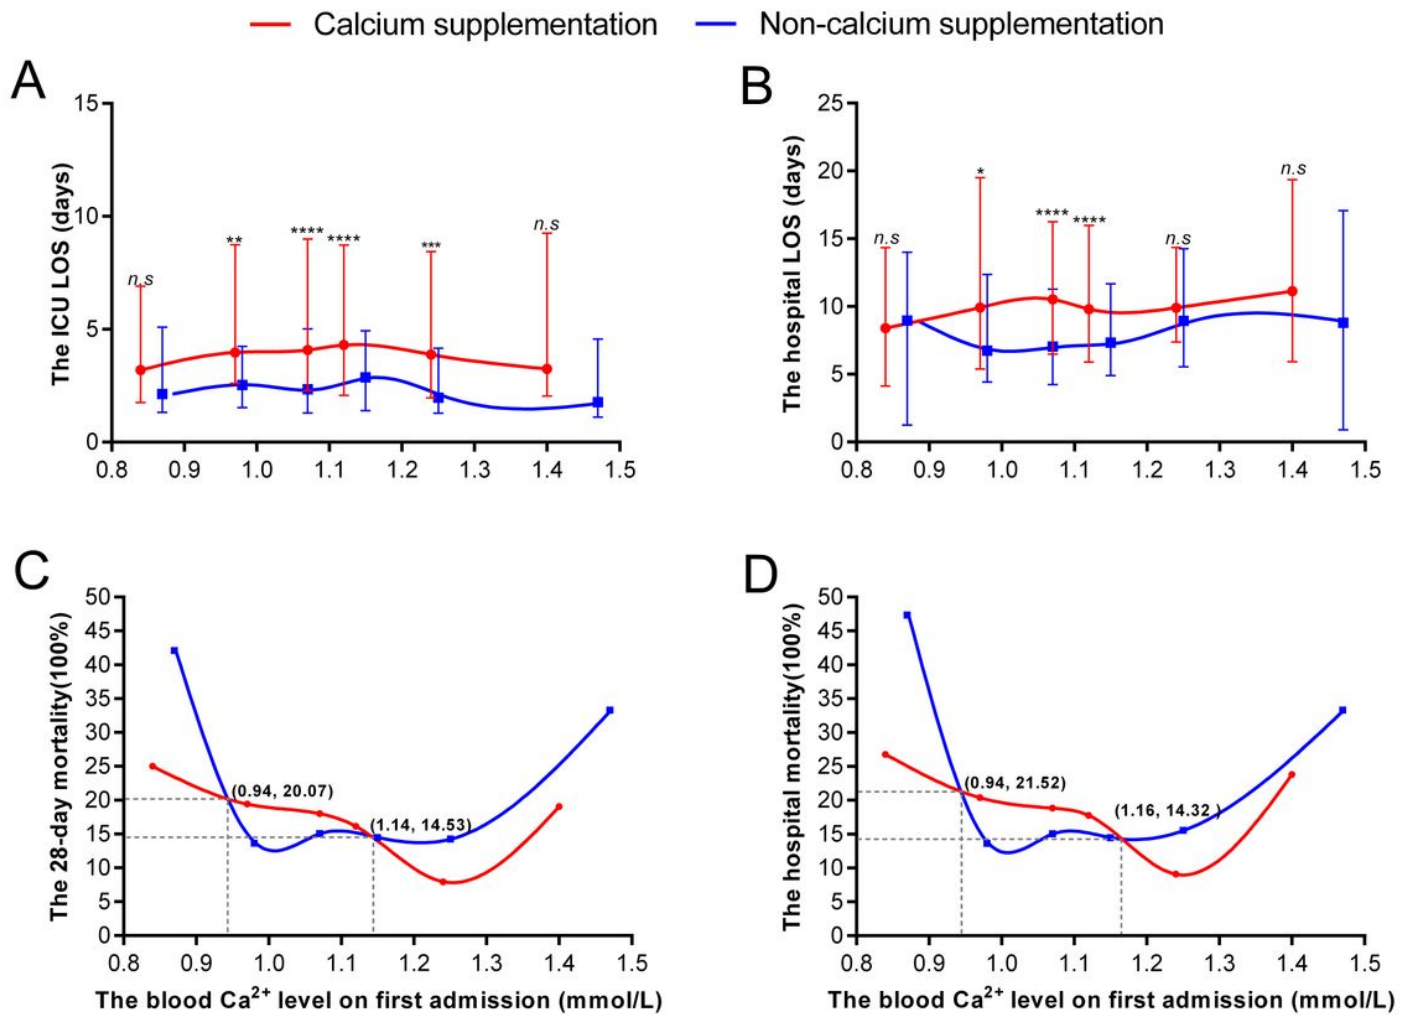 Calcium supplementation Non-calcium supplementation
A
The ICU LOS (days)
15
10
5
0
n.s ** **** **** *** n.s
0.8 0.9 1.0 1.1 1.2 1.3 1.4 1.5
B
The hospital LOS (days)
25
20
15
10
5
0
n.s * **** **** n.s n.s
0.8 0.9 1.0 1.1 1.2 1.3 1.4 1.5
C
The 28-day mortality(100%)
50
45
40
35
30
25
20
15
10
5
0
(0.94, 20.07)
(1.14, 14.53)
0.8 0.9 1.0 1.1 1.2 1.3 1.4 1.5
The blood Ca²⁺ level on first admission (mmol/L)
D
The hospital mortality(100%)
50
45
40
35
30
25
20
15
10
5
0
(0.94, 21.52)
(1.16, 14.32 )
0.8 0.9 1.0 1.1 1.2 1.3 1.4 1.5
The blood Ca²⁺ level on first admission (mmol/L)